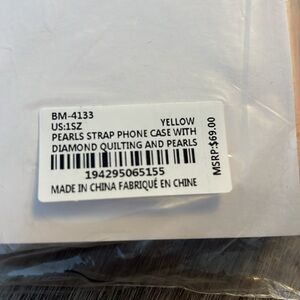 BM-4133
US:1SZ YELLOW
PEARLS STRAP PHONE CASE WITH
DIAMOND QUILTING AND PEARLS
194295065155
MADE IN CHINA FABRIQUÉ EN CHINE
MSRP:$69.00